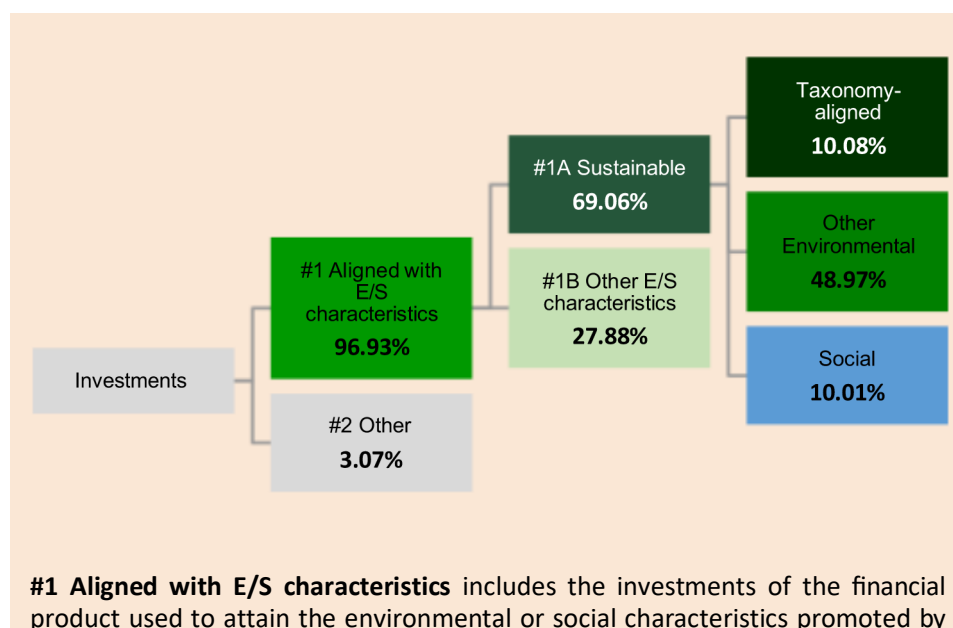 Taxonomy-
aligned
10.08%
#1A Sustainable
69.06%
Other
Environmental
48.97%
#1 Aligned with
E/S
characteristics
96.93%
#1B Other E/S
characteristics
27.88%
Investments
Social
10.01%
#2 Other
3.07%
#1 Aligned with E/S characteristics includes the investments of the financial
product used to attain the environmental or social characteristics promoted by